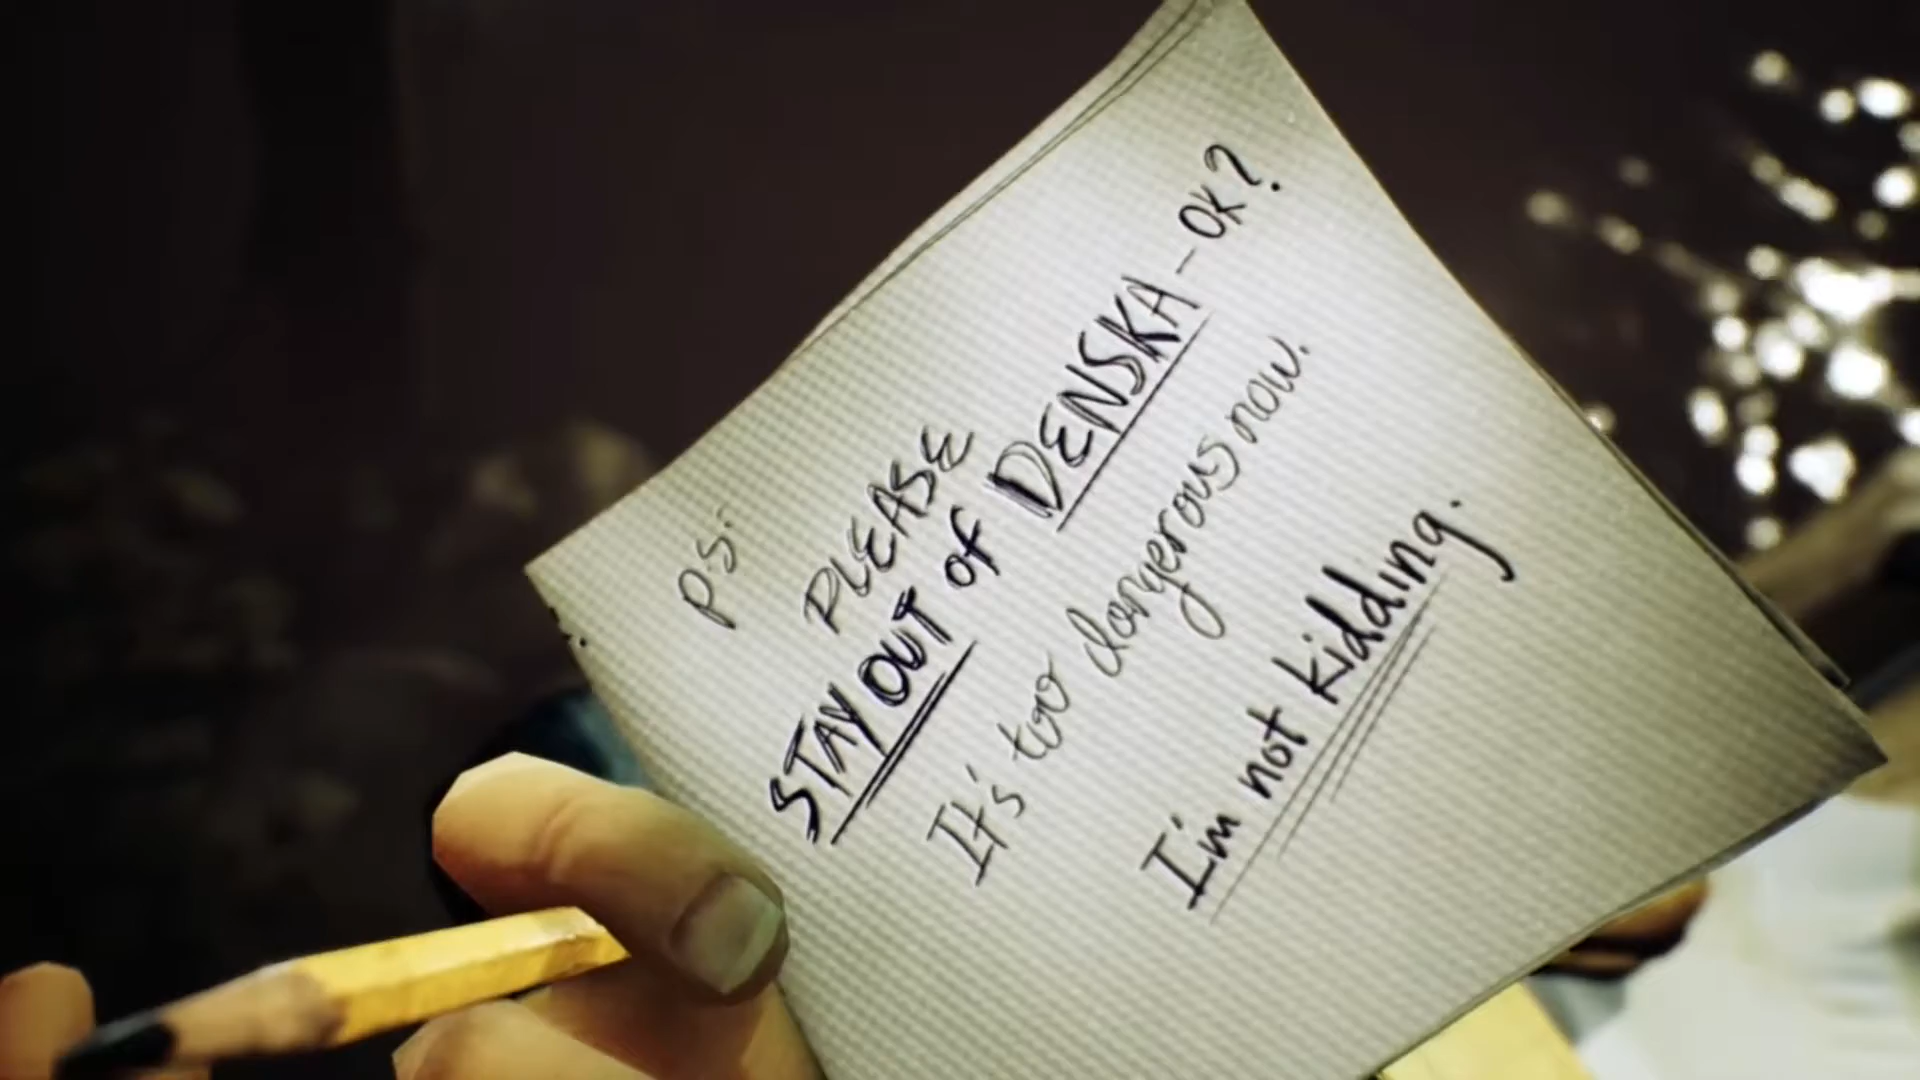 PS:
PLEASE
STAY OUT of DENSKA - OK?
It's too dangerous now.
I'm not kidding.